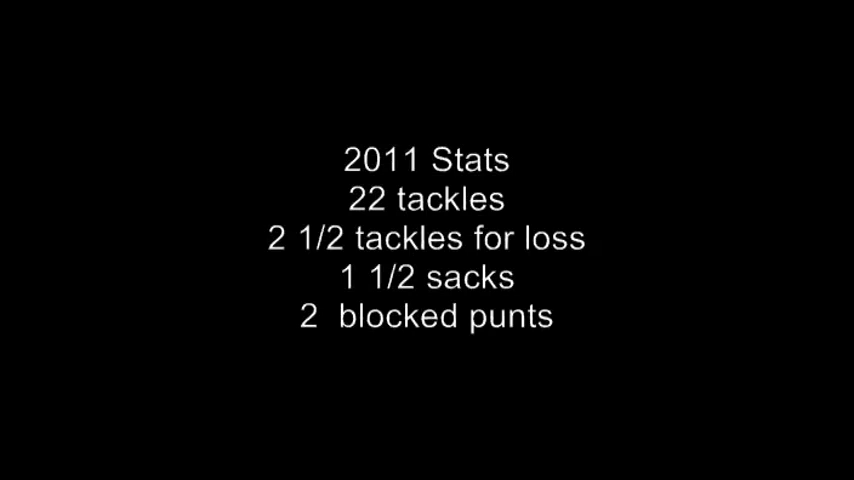 2011 Stats
22 tackles
2 1/2 tackles for loss
1 1/2 sacks
2  blocked punts